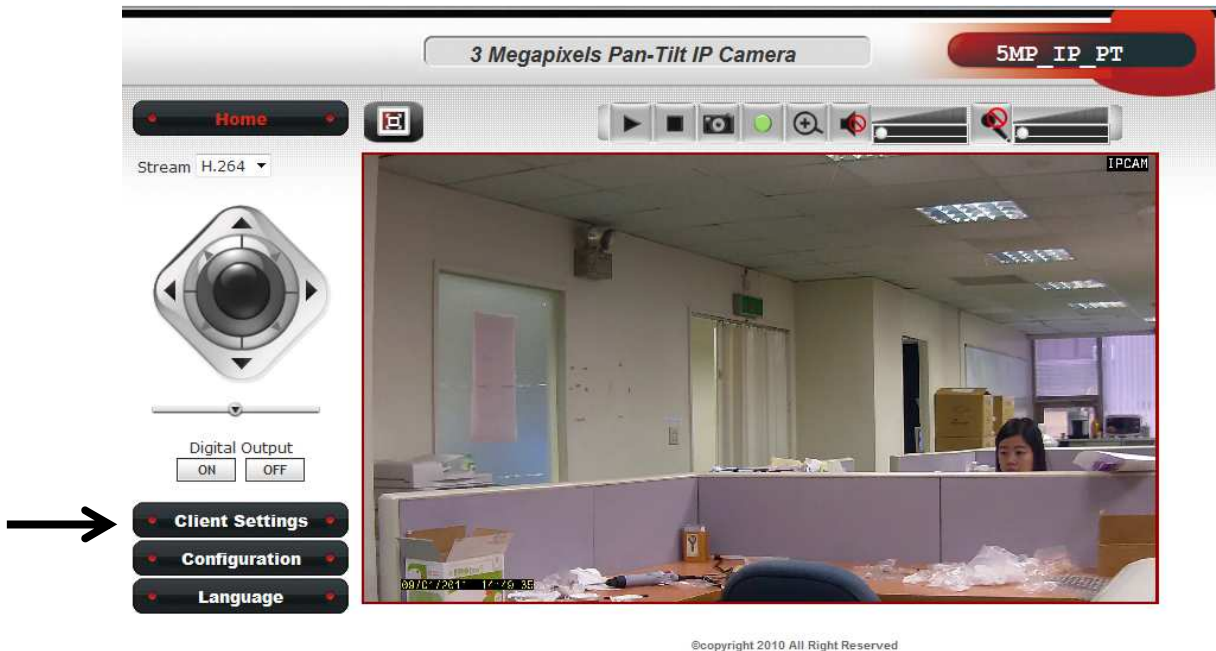 3 Megapixels Pan-Tilt IP Camera
5MP_IP_PT
Home
Stream H.264
IPCAM
Digital Output
ON OFF
Client Settings
Configuration
Language
©copyright 2010 All Right Reserved